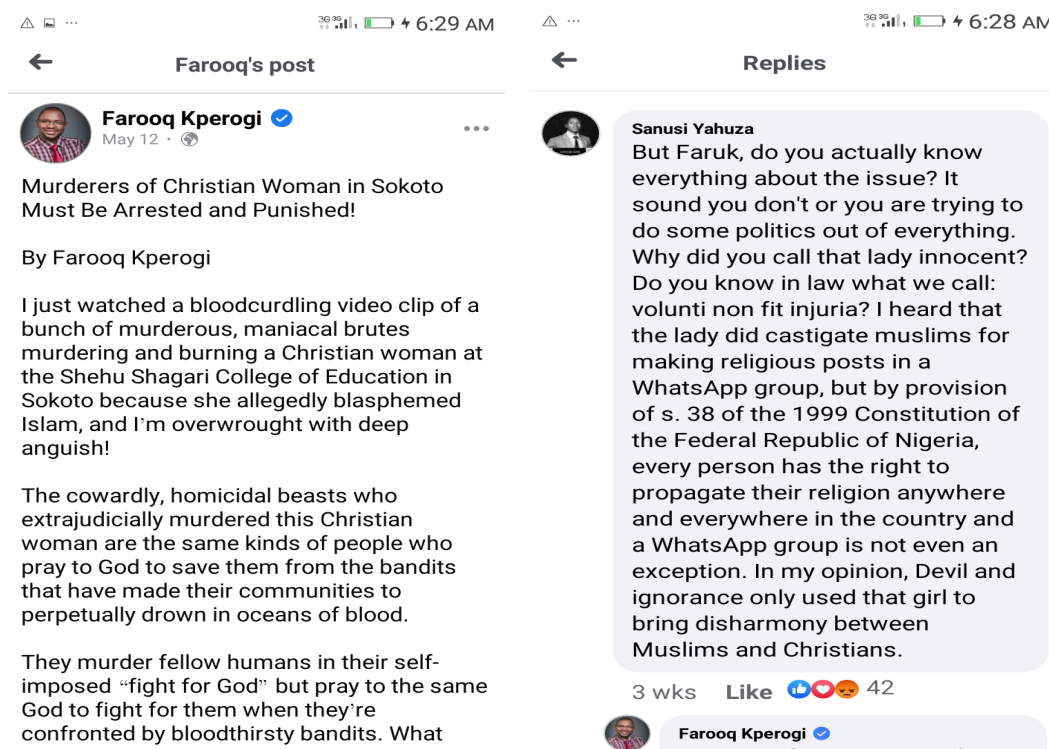 6:29 AM
Farooq's post
Farooq Kperogi
May 12 ·
Murderers of Christian Woman in Sokoto
Must Be Arrested and Punished!
By Farooq Kperogi
I just watched a bloodcurdling video clip of a
bunch of murderous, maniacal brutes
murdering and burning a Christian woman at
the Shehu Shagari College of Education in
Sokoto because she allegedly blasphemed
Islam, and I’m overwrought with deep
anguish!
The cowardly, homicidal beasts who
extrajudicially murdered this Christian
woman are the same kinds of people who
pray to God to save them from the bandits
that have made their communities to
perpetually drown in oceans of blood.
They murder fellow humans in their self-
imposed “fight for God” but pray to the same
God to fight for them when they’re
confronted by bloodthirsty bandits. What
3G 3G 6:28 AM
Replies
Sanusi Yahuza
But Faruk, do you actually know
everything about the issue? It
sound you don't or you are trying to
do some politics out of everything.
Why did you call that lady innocent?
Do you know in law what we call:
volunti non fit injuria? I heard that
the lady did castigate muslims for
making religious posts in a
WhatsApp group, but by provision
of s. 38 of the 1999 Constitution of
the Federal Republic of Nigeria,
every person has the right to
propagate their religion anywhere
and everywhere in the country and
a WhatsApp group is not even an
exception. In my opinion, Devil and
ignorance only used that girl to
bring disharmony between
Muslims and Christians.
3 wks Like 42
Farooq Kperogi